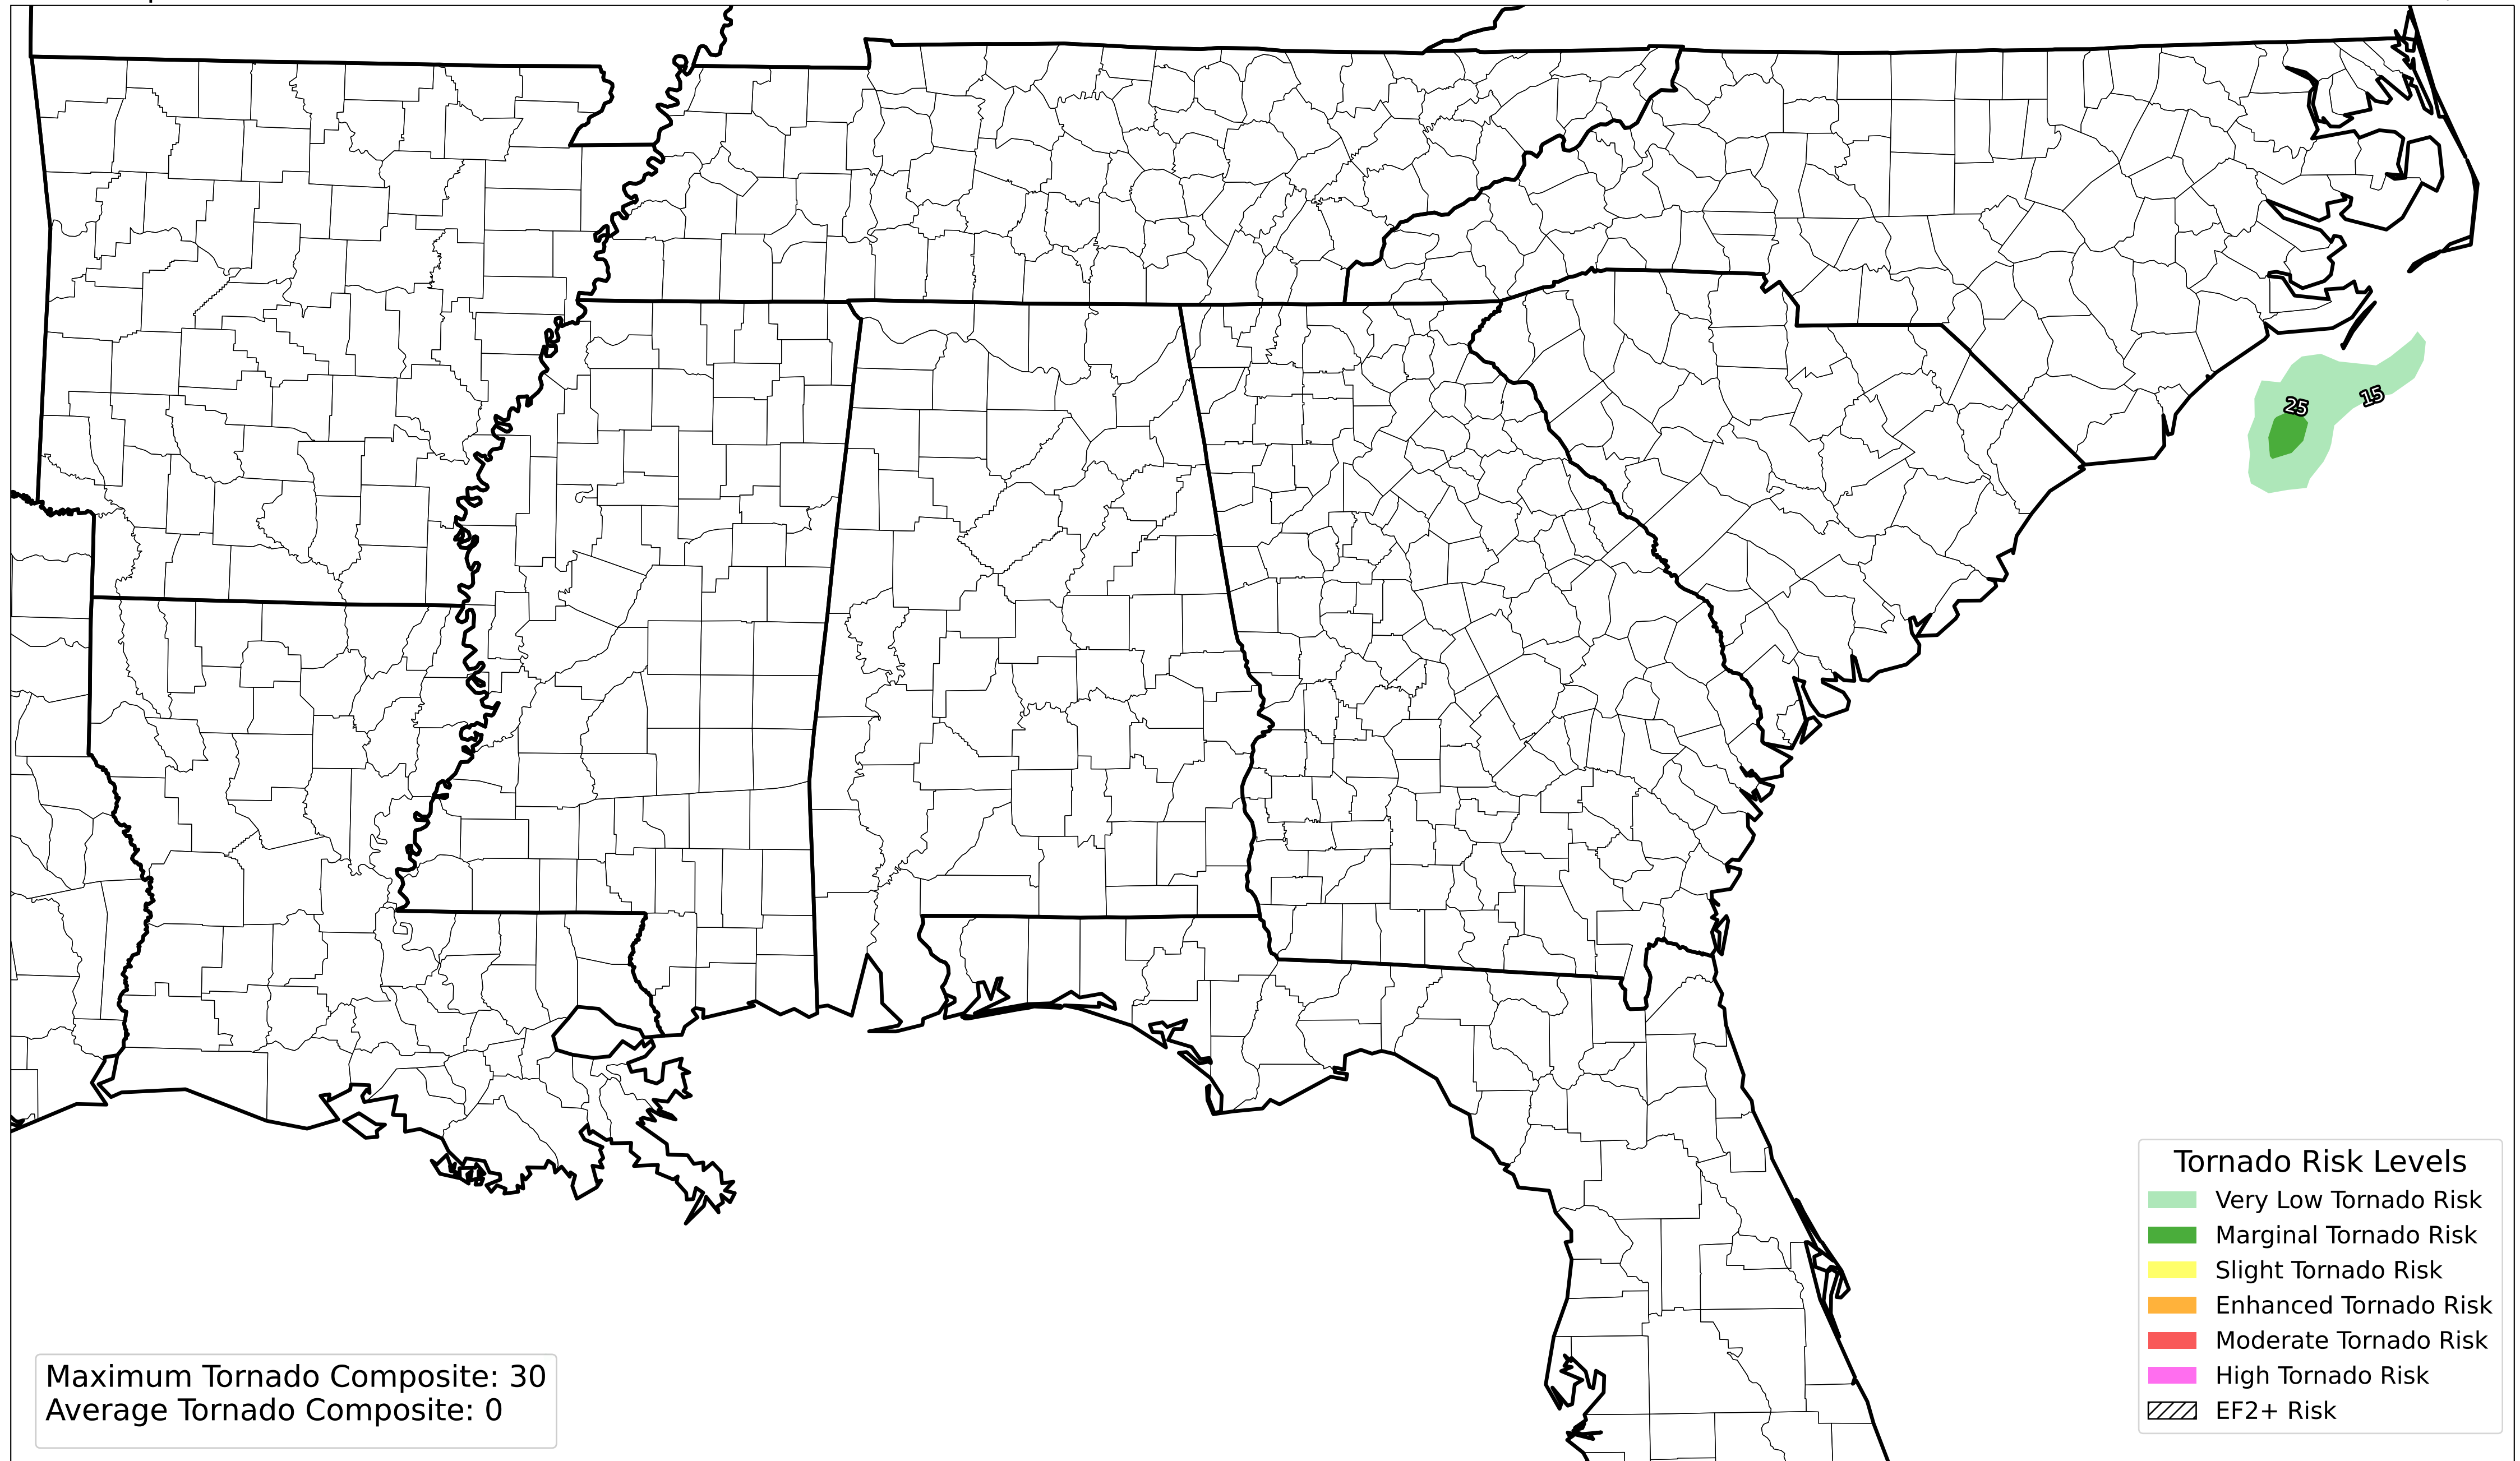 25
15
Tornado Risk Levels
Very Low Tornado Risk
Marginal Tornado Risk
Slight Tornado Risk
Enhanced Tornado Risk
Moderate Tornado Risk
High Tornado Risk
EF2+ Risk
Maximum Tornado Composite: 30
Average Tornado Composite: 0